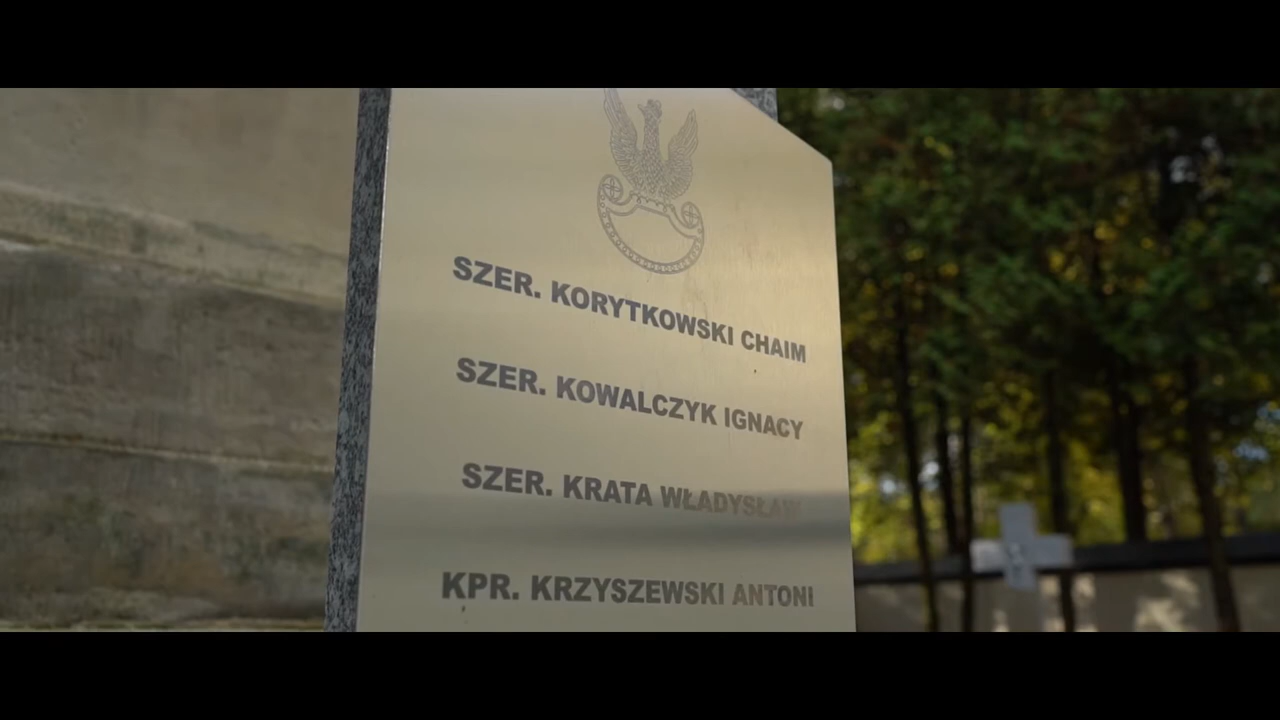 SZER. KORYTKOWSKI CHAIM
SZER. KOWALCZYK IGNACY
SZER. KRATA WŁADYSŁAW
KPR. KRZYSZEWSKI ANTONI